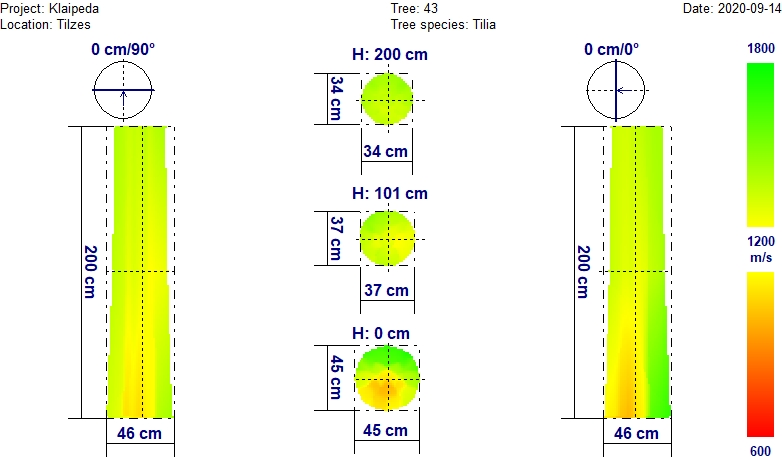 Project: Klaipeda Tree: 43 Date: 2020-09-14
Location: Tilzes Tree species: Tilia
0 cm/90° H: 200 cm 0 cm/0° 1800
34 cm
34 cm
H: 101 cm
37 cm
200 cm 200 cm 1200
m/s
37 cm
H: 0 cm
45 cm
46 cm 45 cm 46 cm
600